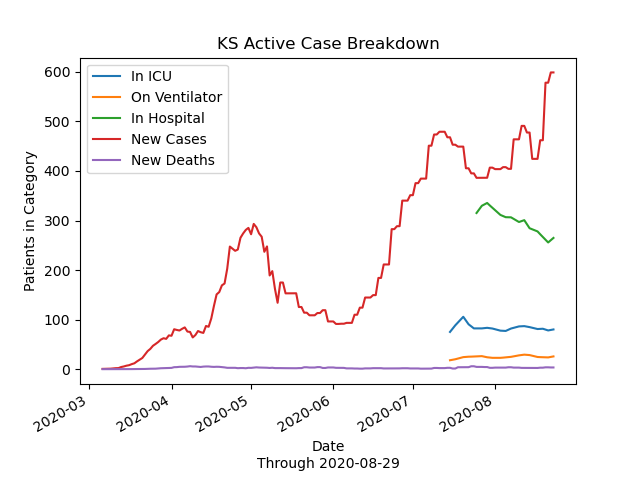 KS Active Case Breakdown
In ICU
On Ventilator
In Hospital
New Cases
New Deaths
Patients in Category
600
500
400
300
200
100
0
2020-03
2020-04
2020-05
2020-06
2020-07
2020-08
Date
Through 2020-08-29